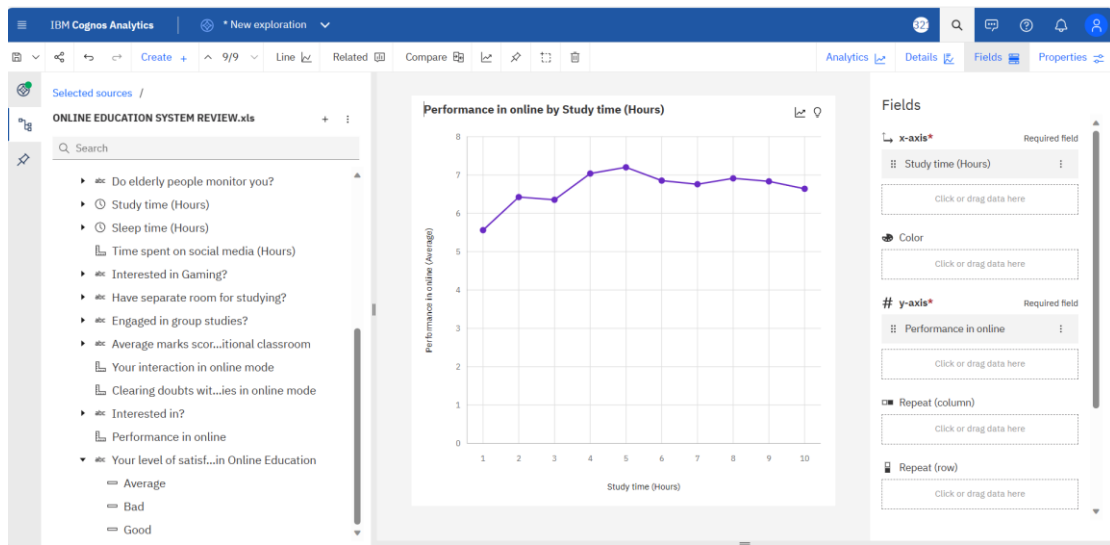 IBM Cognos Analytics
* New exploration
Create +
9/9
Line
Related
Compare
Analytics
Details
Fields
Properties
Selected sources /
ONLINE EDUCATION SYSTEM REVIEW.xls
Search
abc Do elderly people monitor you?
Study time (Hours)
Sleep time (Hours)
Time spent on social media (Hours)
abc Interested in Gaming?
abc Have separate room for studying?
abc Engaged in group studies?
abc Average marks scor...itional classroom
Your interaction in online mode
Clearing doubts wit...ies in online mode
abc Interested in?
Performance in online
abc Your level of satisf...in Online Education
Average
Bad
Good
Performance in online by Study time (Hours)
Performance in online (Average)
8
7
6
5
4
3
2
1
0
1 2 3 4 5 6 7 8 9 10
Study time (Hours)
Fields
x-axis* Required field
Study time (Hours)
Click or drag data here
Color
Click or drag data here
# y-axis* Required field
Performance in online
Click or drag data here
Repeat (column)
Click or drag data here
Repeat (row)
Click or drag data here